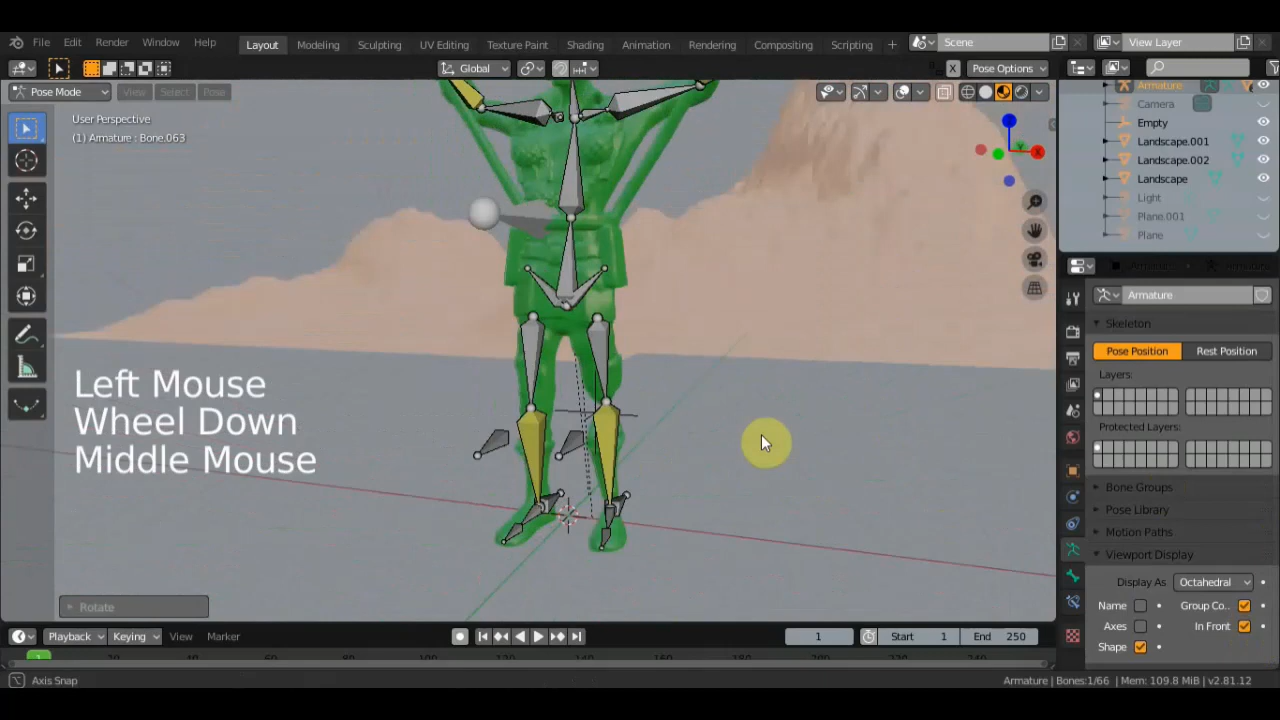 File Edit Render Window Help Layout Modeling Sculpting UV Editing Texture Paint Shading Animation Rendering Compositing Scripting + Scene View Layer
Global X Pose Options
Pose Mode View Select Pose
User Perspective
(1) Armature : Bone.063
X
Y
Armature
Camera
Empty
Landscape.001
Landscape.002
Landscape
Light
Plane.001
Plane
Armature
Skeleton
Pose Position Rest Position
Layers:
Protected Layers:
Bone Groups
Pose Library
Motion Paths
Viewport Display
Display As Octahedral
Name Group Co..
Axes In Front
Shape
Left Mouse
Wheel Down
Middle Mouse
Rotate
Playback Keying View Marker 1 Start 1 End 250
1
Axis Snap Armature | Bones:1/66 | Mem: 109.8 MiB | v2.81.12